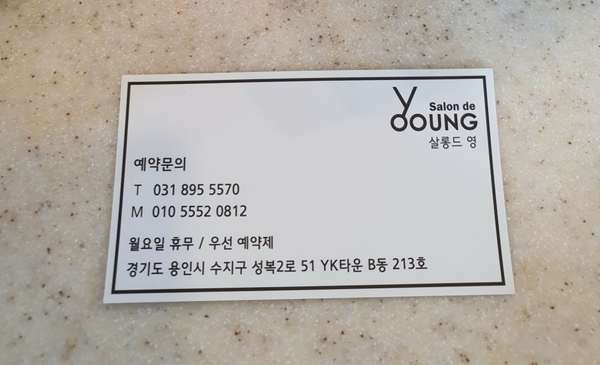 Salon de
YOOUNG
살롱드 영
예약문의
T 031 895 5570
M 010 5552 0812
월요일 휴무 / 우선 예약제
경기도 용인시 수지구 성복2로 51 YK타운 B동 213호